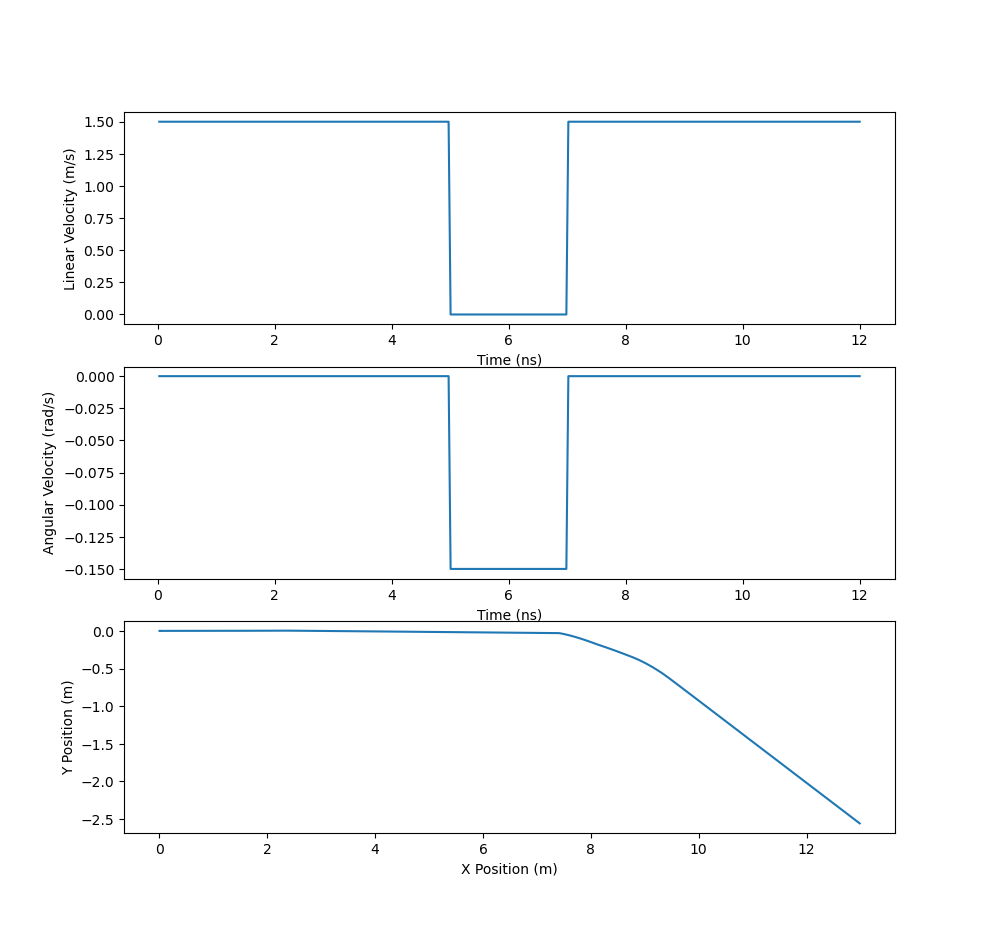 Linear Velocity (m/s)
1.50
1.25
1.00
0.75
0.50
0.25
0.00
0 2 4 6 8 10 12
Time (ns)
Angular Velocity (rad/s)
0.000
−0.025
−0.050
−0.075
−0.100
−0.125
−0.150
0 2 4 6 8 10 12
Time (ns)
Y Position (m)
0.0
−0.5
−1.0
−1.5
−2.0
−2.5
0 2 4 6 8 10 12
X Position (m)